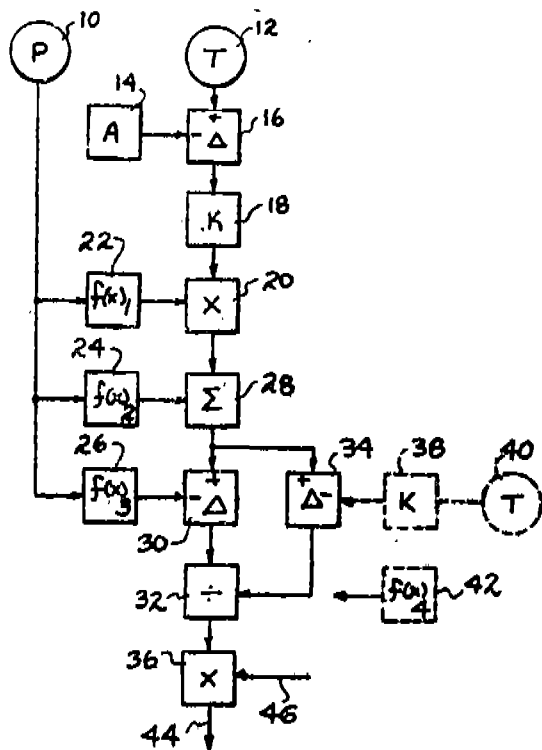 10
12
P
T
14
16
A
- + Δ
.K
18
22
20
f(x)1
X
24
28
f(x)2
Σ
26
34
38
40
f(x)3
- + Δ
+ Δ -
K
T
30
32
÷
f(x)4
42
36
X
46
44